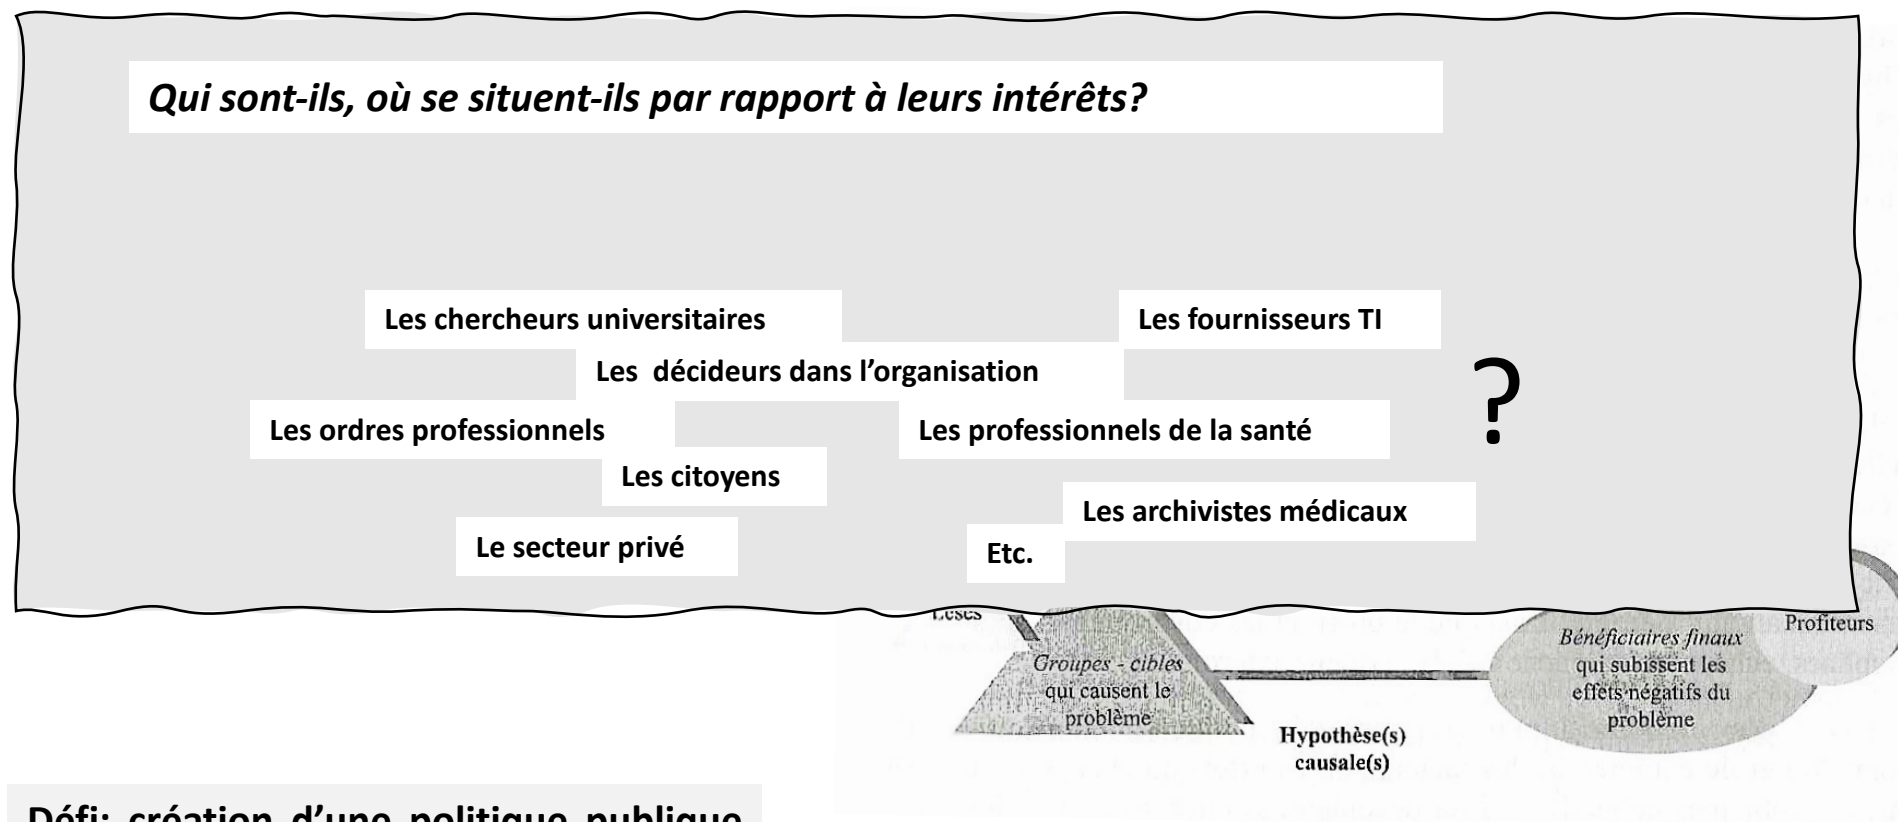 Qui sont-ils, où se situent-ils par rapport à leurs intérêts?
Les chercheurs universitaires
Les fournisseurs TI
Les décideurs dans l’organisation
?
Les ordres professionnels
Les professionnels de la santé
Les citoyens
Les archivistes médicaux
Le secteur privé
Etc.
Lésés
Profiteurs
Groupes - cibles
qui causent le
problème
Bénéficiaires finaux
qui subissent les
effets négatifs du
problème
Hypothèse(s)
causale(s)
Défi: création d’une politique publique